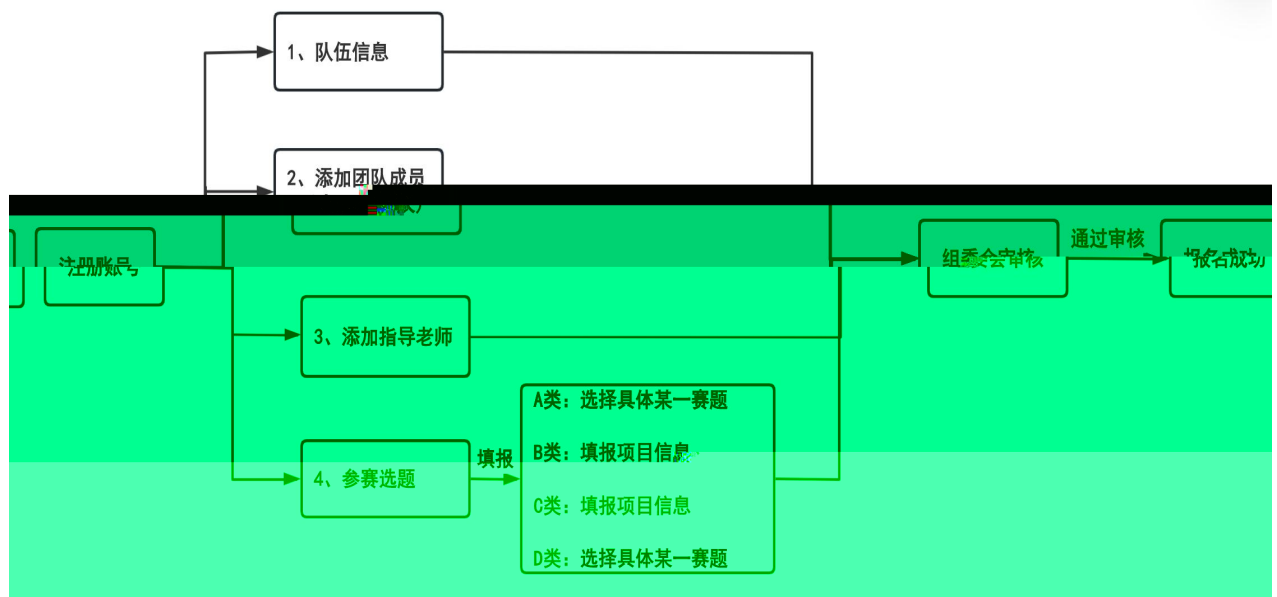 1、队伍信息
2、添加团队成员
注册账号
组委会审核
通过审核
报名成功
3、添加指导老师
4、参赛选题
填报
A类：选择具体某一赛题
B类：填报项目信息
C类：填报项目信息
D类：选择具体某一赛题